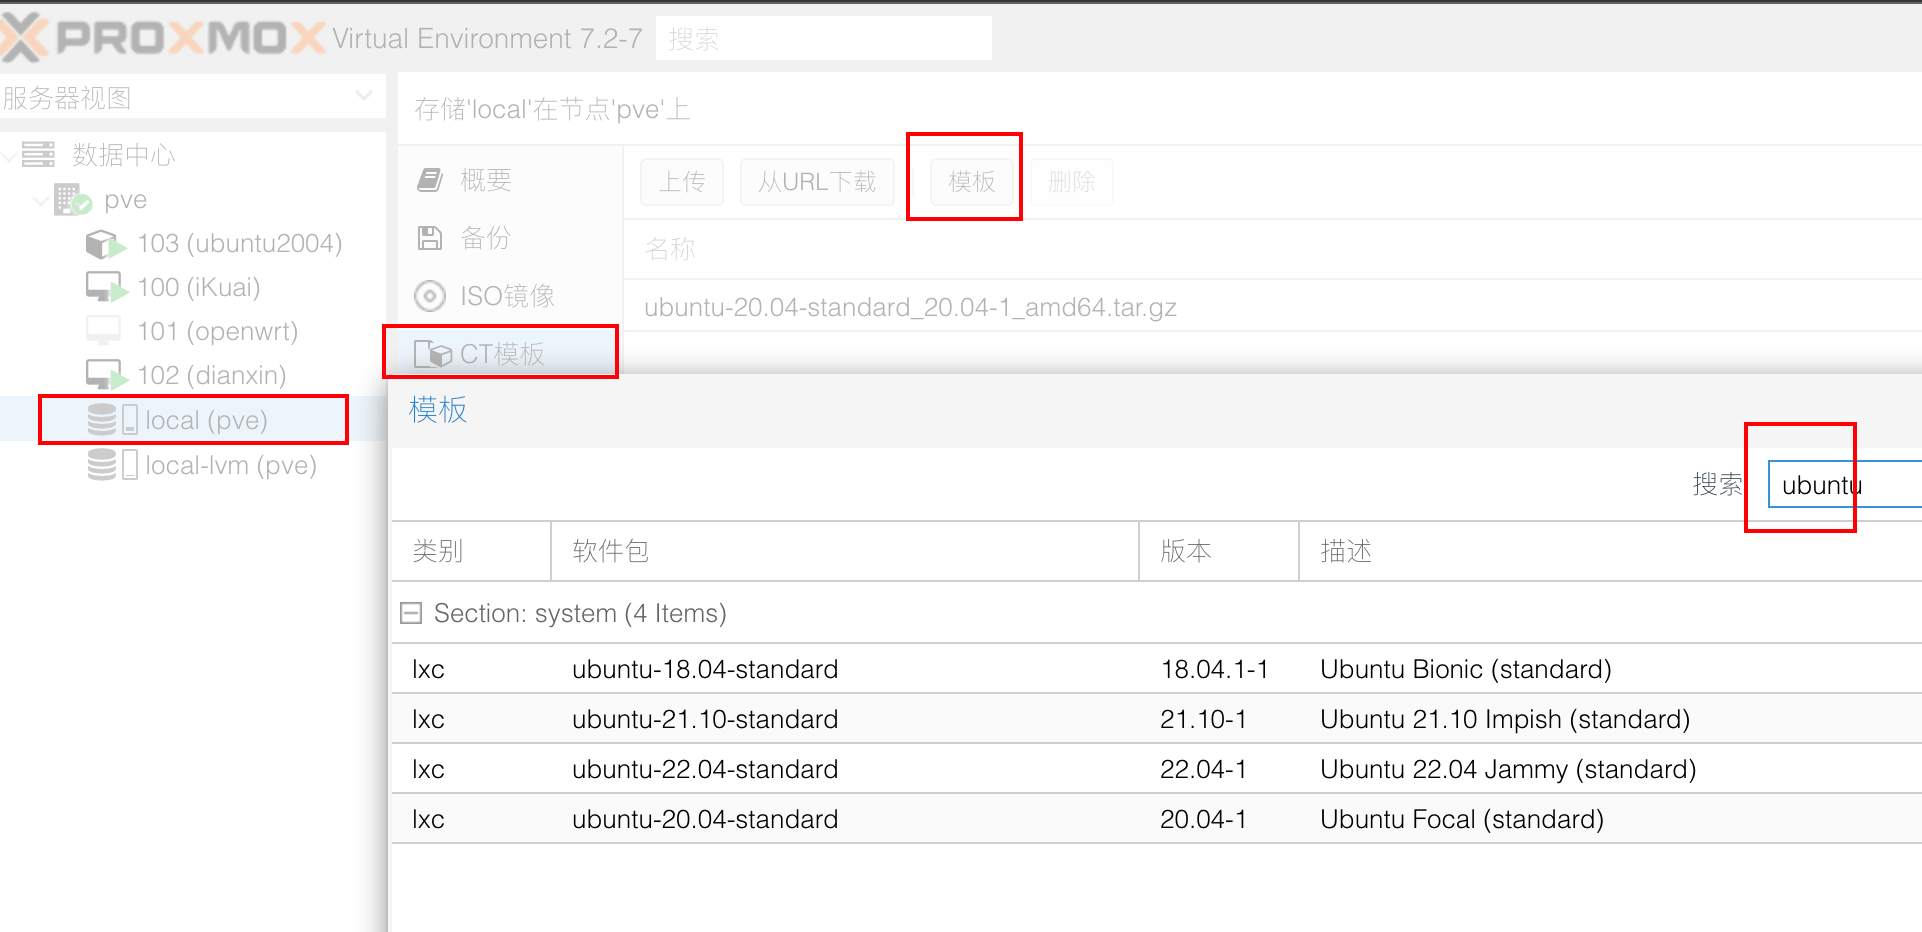 PROXMOX Virtual Environment 7.2-7 搜索
服务器视图
数据中心
pve
103 (ubuntu2004)
100 (iKuai)
101 (openwrt)
102 (dianxin)
local (pve)
local-lvm (pve)
存储'local'在节点'pve'上
概要
备份
ISO镜像
CT模板
上传 从URL下载 模板 删除
名称
ubuntu-20.04-standard_20.04-1_amd64.tar.gz
模板
搜索 ubuntu
类别 软件包 版本 描述
Section: system (4 Items)
lxc ubuntu-18.04-standard 18.04.1-1 Ubuntu Bionic (standard)
lxc ubuntu-21.10-standard 21.10-1 Ubuntu 21.10 Impish (standard)
lxc ubuntu-22.04-standard 22.04-1 Ubuntu 22.04 Jammy (standard)
lxc ubuntu-20.04-standard 20.04-1 Ubuntu Focal (standard)